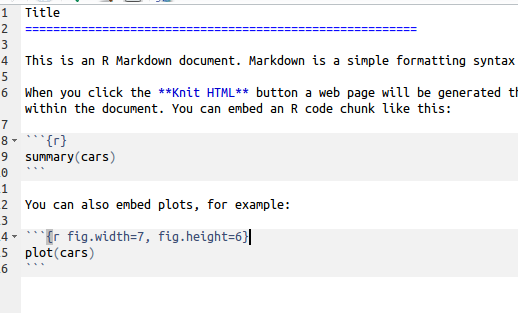 1 Title
2 =======================================================
3
4 This is an R Markdown document. Markdown is a simple formatting syntax
5
6 When you click the **Knit HTML** button a web page will be generated
within the document. You can embed an R code chunk like this:
7
8 ```{r}
9 summary(cars)
0 ```
1
2 You can also embed plots, for example:
3
4 ```{r fig.width=7, fig.height=6}
5 plot(cars)
6 ```